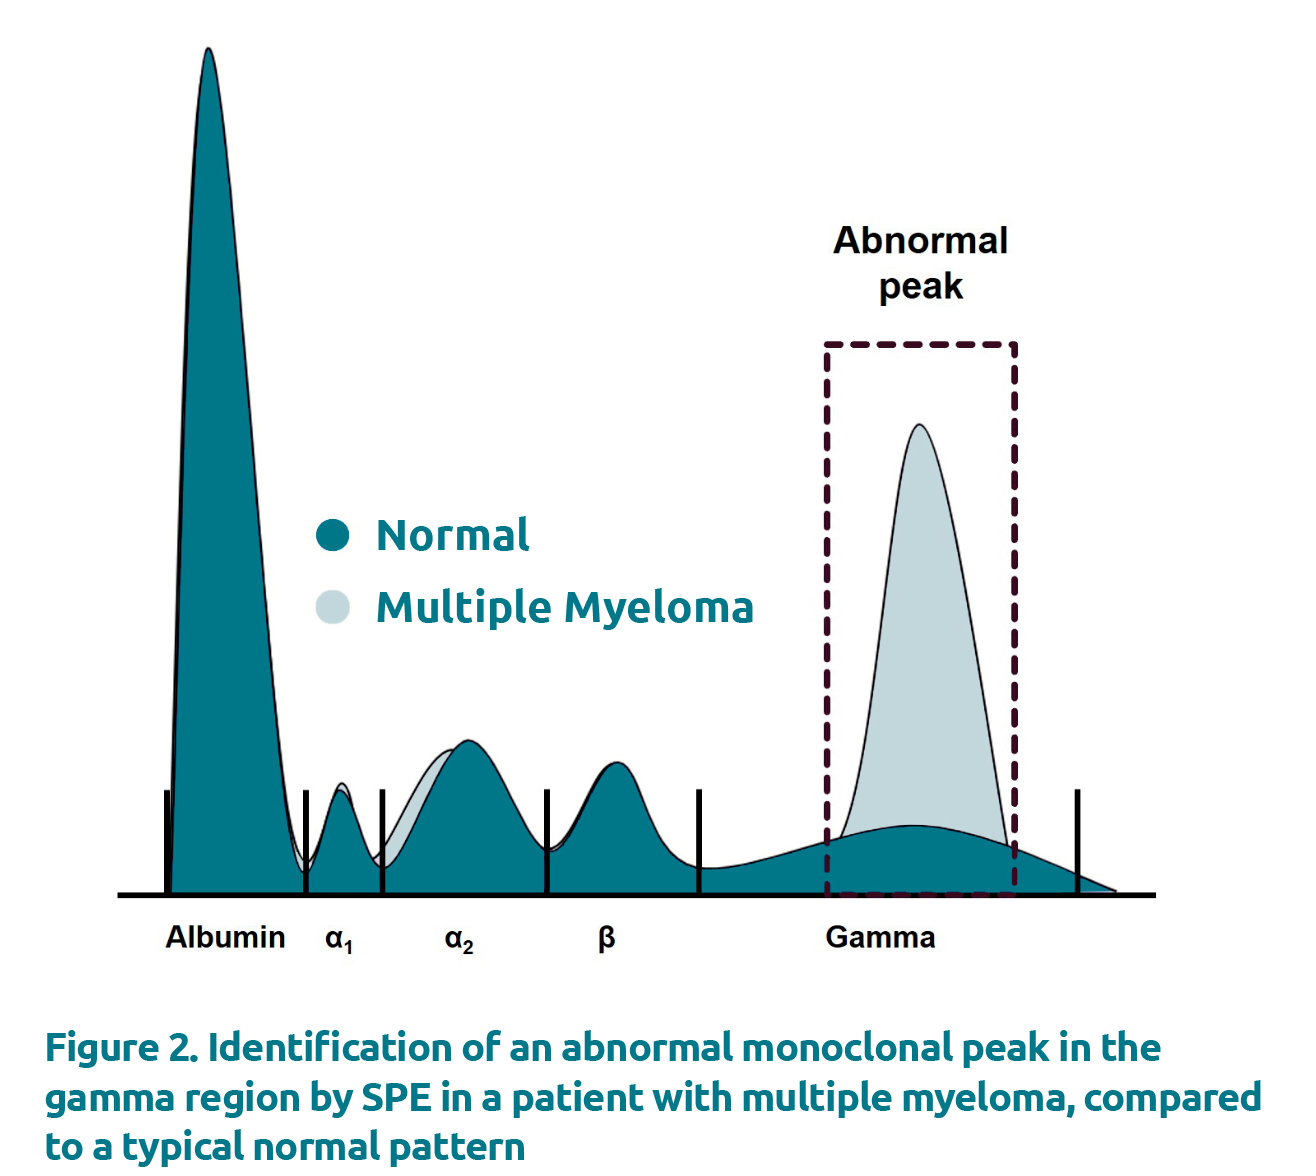 Abnormal
peak
Normal
Multiple Myeloma
Albumin α₁ α₂ β Gamma
Figure 2. Identification of an abnormal monoclonal peak in the
gamma region by SPE in a patient with multiple myeloma, compared
to a typical normal pattern